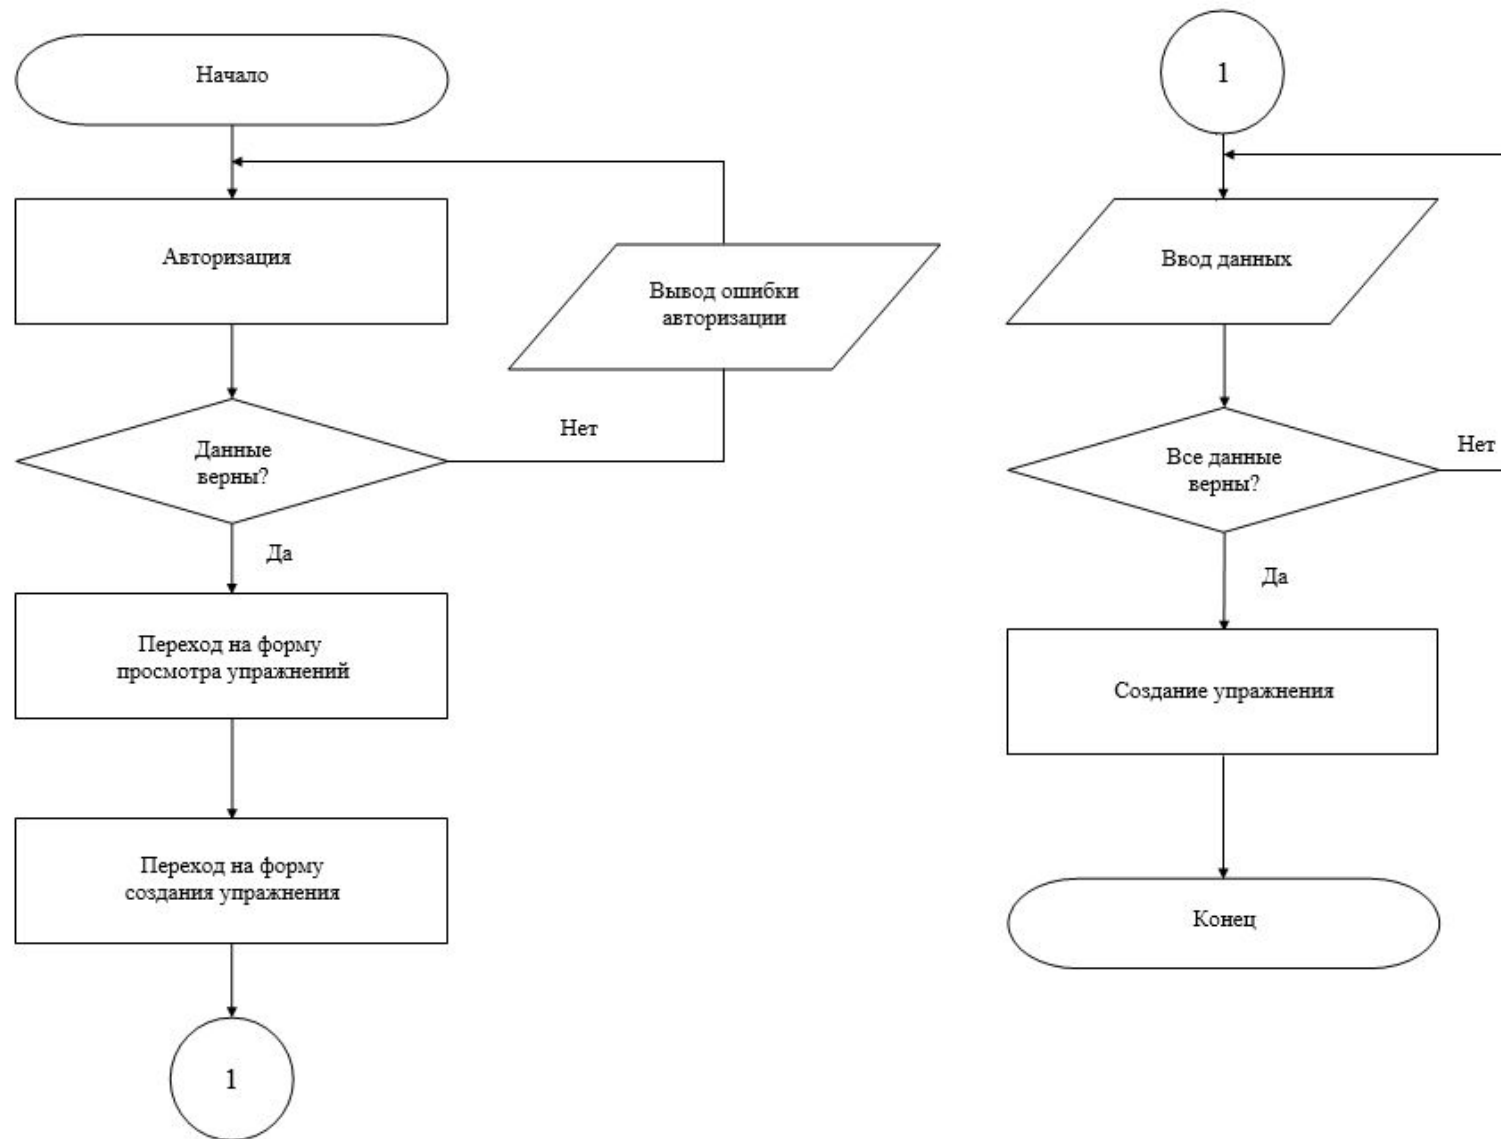 Начало
Авторизация
Вывод ошибки
авторизации
Данные
верны?
Нет
Да
Переход на форму
просмотра упражнений
Переход на форму
создания упражнения
1
1
Ввод данных
Все данные
верны?
Нет
Да
Создание упражнения
Конец